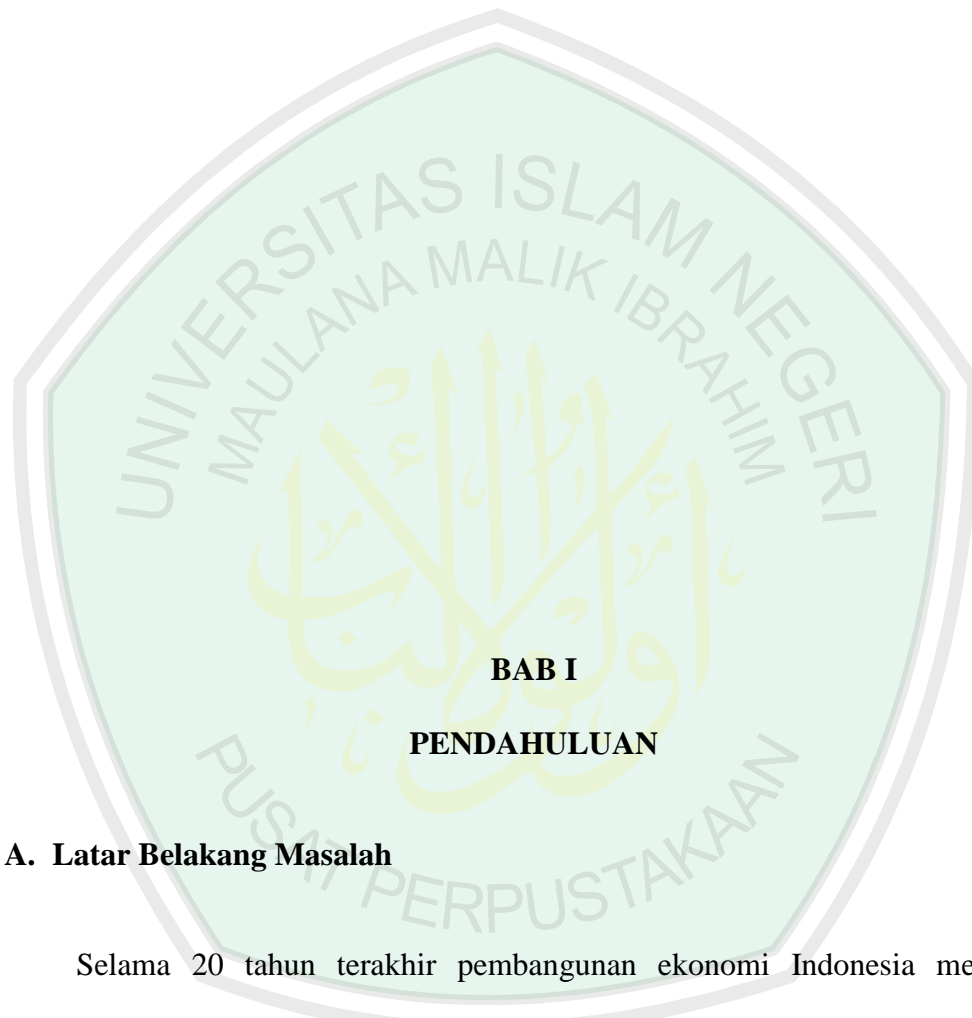 UNIVERSITAS ISLAM NEGERI
MAULANA MALIK IBRAHIM
BAB I
PENDAHULUAN
A. Latar Belakang Masalah
PUSAT PERPUSTAKAAN
Selama 20 tahun terakhir pembangunan ekonomi Indonesia me